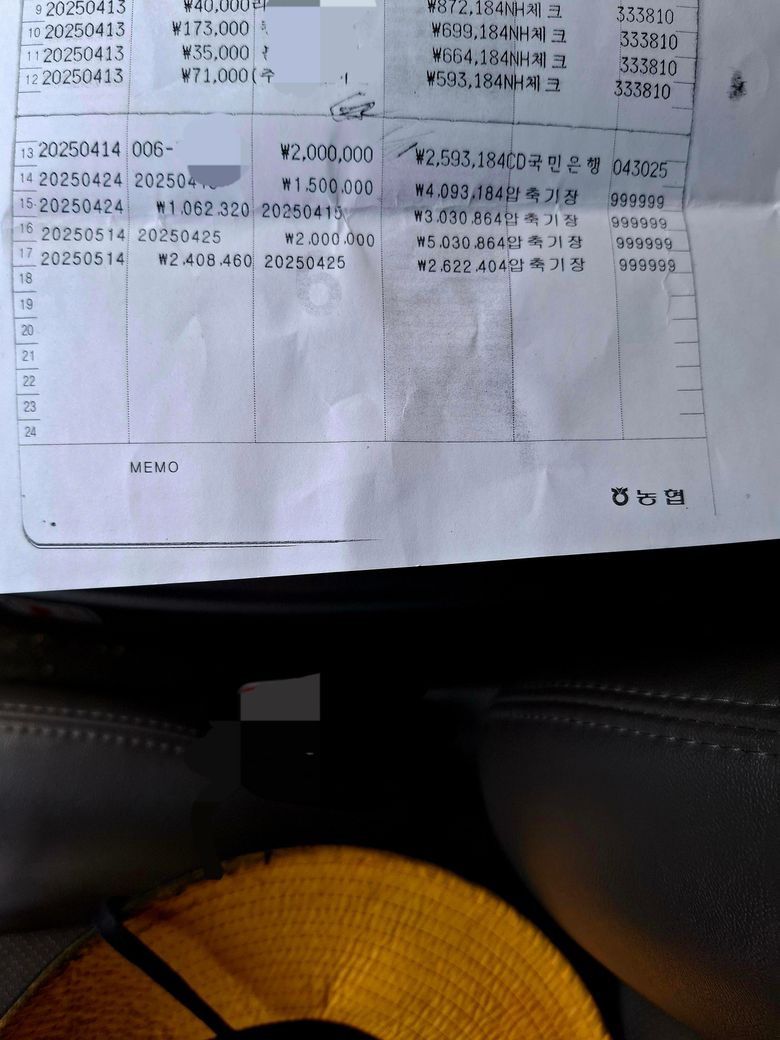 9 20250413 ₩40,000 ₩872,184NH체크 333810
10 20250413 ₩173,000 ₩699,184NH체크 333810
11 20250413 ₩35,000 ₩664,184NH체크 333810
12 20250413 ₩71,000(주 ₩593,184NH체크 333810
13 20250414 006- ₩2,000,000 ₩2,593,184CD국민은행 043025
14 20250424 ₩1,500,000 ₩4,093,184압축기장 999999
15 20250424 ₩1,062,320 20250415 ₩3,030,864압축기장 999999
16 20250514 20250425 ₩2,000,000 ₩5,030,864압축기장 999999
17 20250514 ₩2,408,460 20250425 ₩2,622,404압축기장 999999
18
19
20
21
22
23
24
MEMO
농협